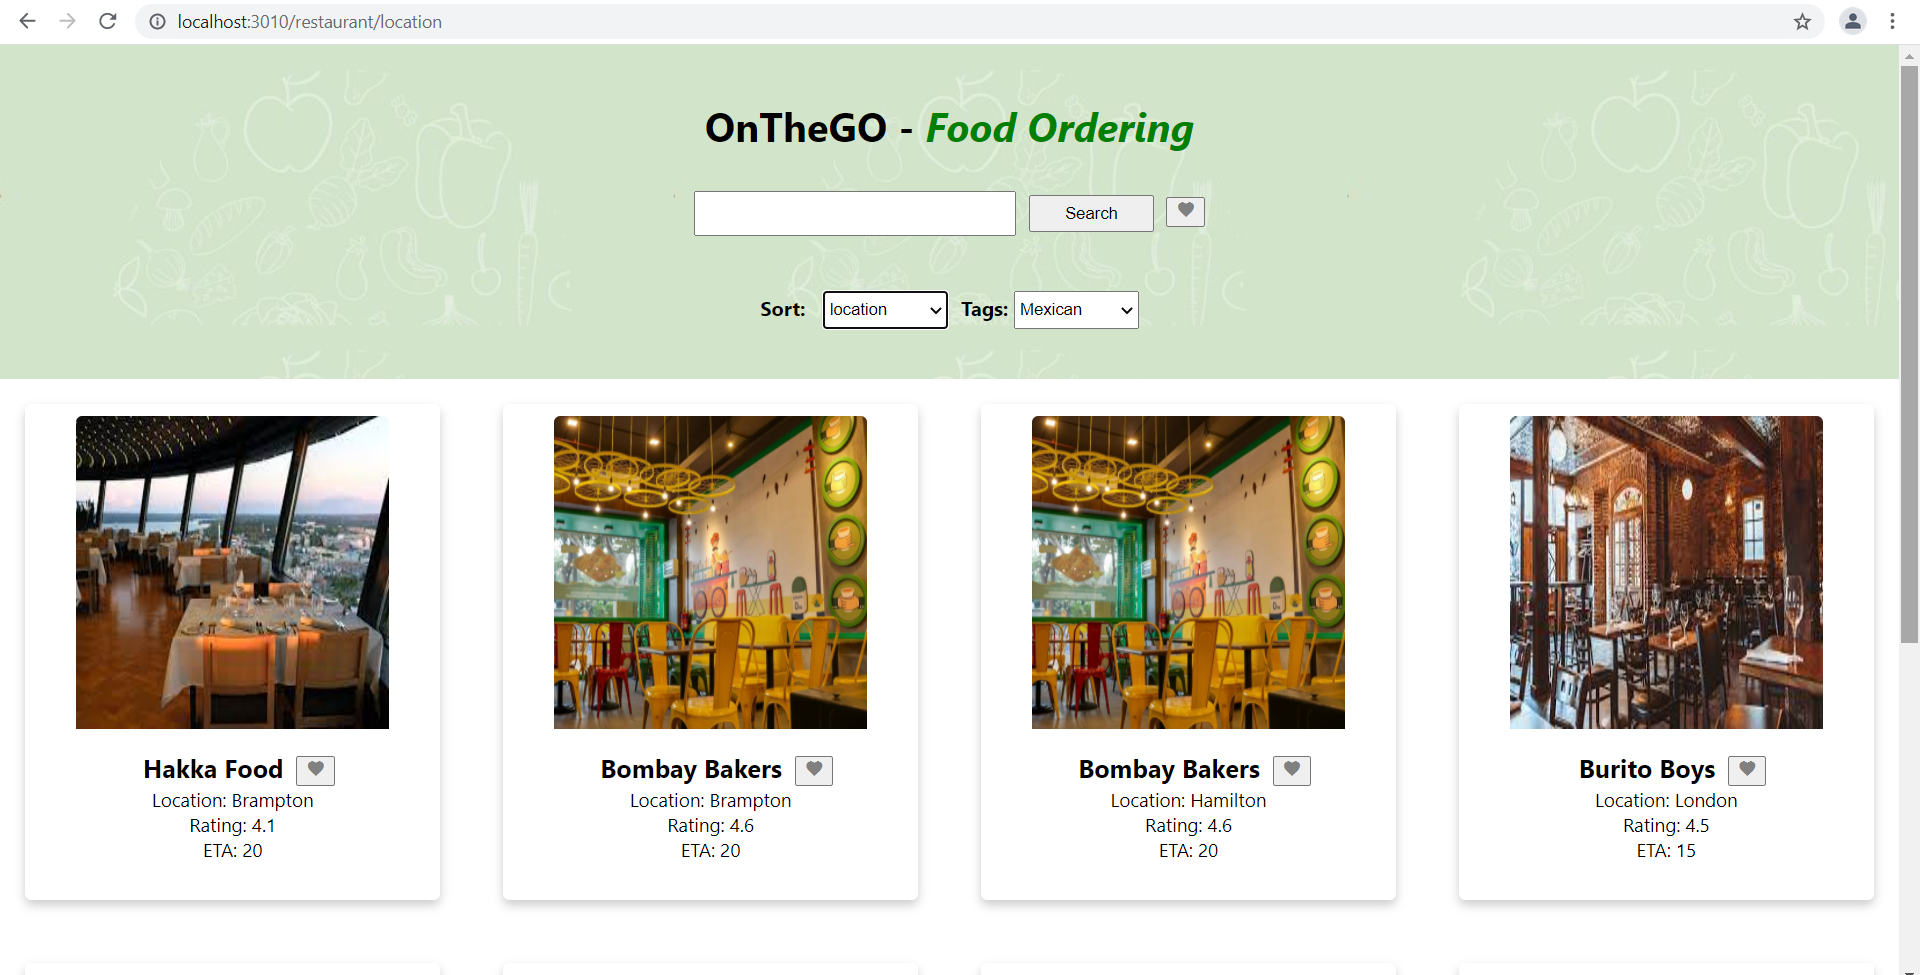 localhost:3010/restaurant/location
OnTheGO - Food Ordering
Search
Sort: location Tags: Mexican
Hakka Food
Location: Brampton
Rating: 4.1
ETA: 20
Bombay Bakers
Location: Brampton
Rating: 4.6
ETA: 20
Bombay Bakers
Location: Hamilton
Rating: 4.6
ETA: 20
Burito Boys
Location: London
Rating: 4.5
ETA: 15